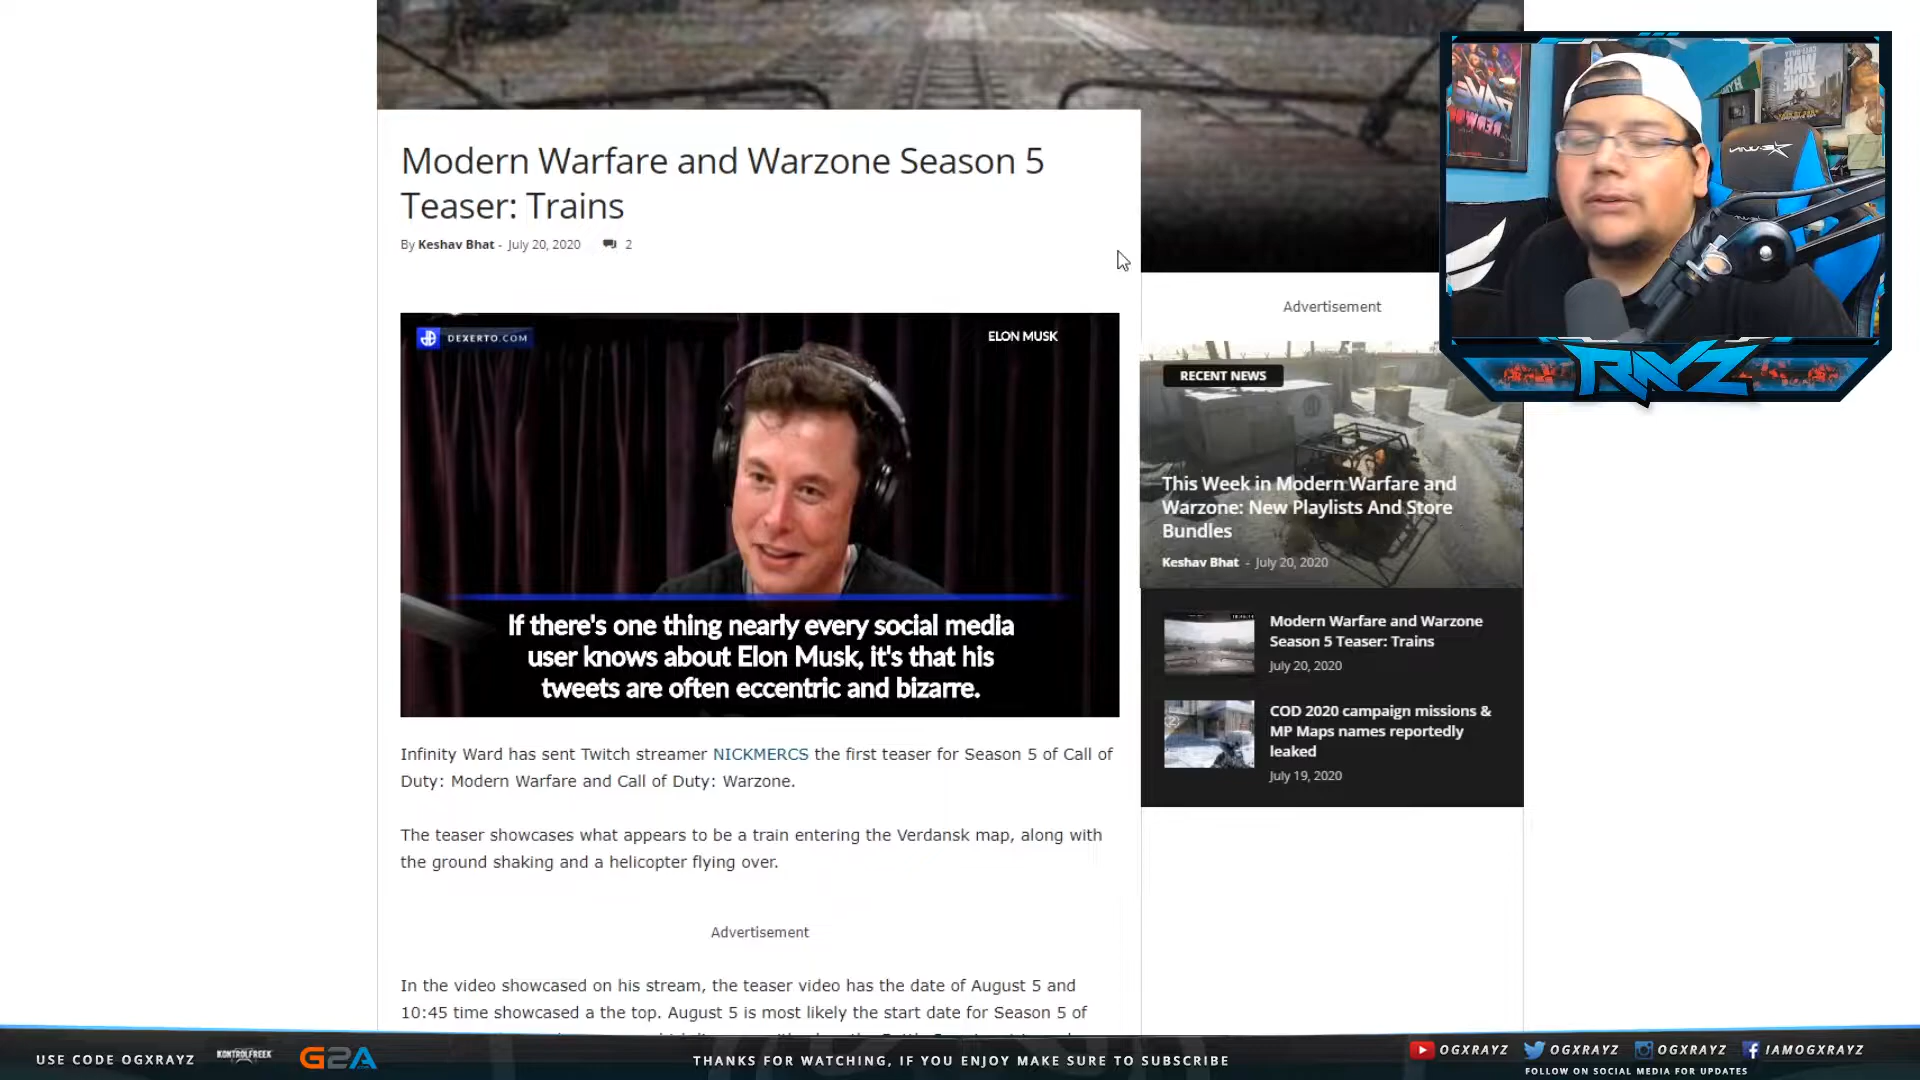 Modern Warfare and Warzone Season 5
Teaser: Trains
By Keshav Bhat - July 20, 2020 2
DEXERTO.COM
ELON MUSK
If there's one thing nearly every social media
user knows about Elon Musk, it's that his
tweets are often eccentric and bizarre.
Infinity Ward has sent Twitch streamer NICKMERCS the first teaser for Season 5 of Call of
Duty: Modern Warfare and Call of Duty: Warzone.
The teaser showcases what appears to be a train entering the Verdansk map, along with
the ground shaking and a helicopter flying over.
Advertisement
In the video showcased on his stream, the teaser video has the date of August 5 and
10:45 time showcased a the top. August 5 is most likely the start date for Season 5 of
Advertisement
RECENT NEWS
This Week in Modern Warfare and
Warzone: New Playlists And Store
Bundles
Keshav Bhat - July 20, 2020
Modern Warfare and Warzone
Season 5 Teaser: Trains
July 20, 2020
COD 2020 campaign missions &
MP Maps names reportedly
leaked
July 19, 2020
WAR
ZONE
RAYZ
USE CODE OGXRAYZ
KONTROLFREEK
G2A
THANKS FOR WATCHING, IF YOU ENJOY MAKE SURE TO SUBSCRIBE
OGXRAYZ OGXRAYZ OGXRAYZ IAMOGXRAYZ
FOLLOW ON SOCIAL MEDIA FOR UPDATES